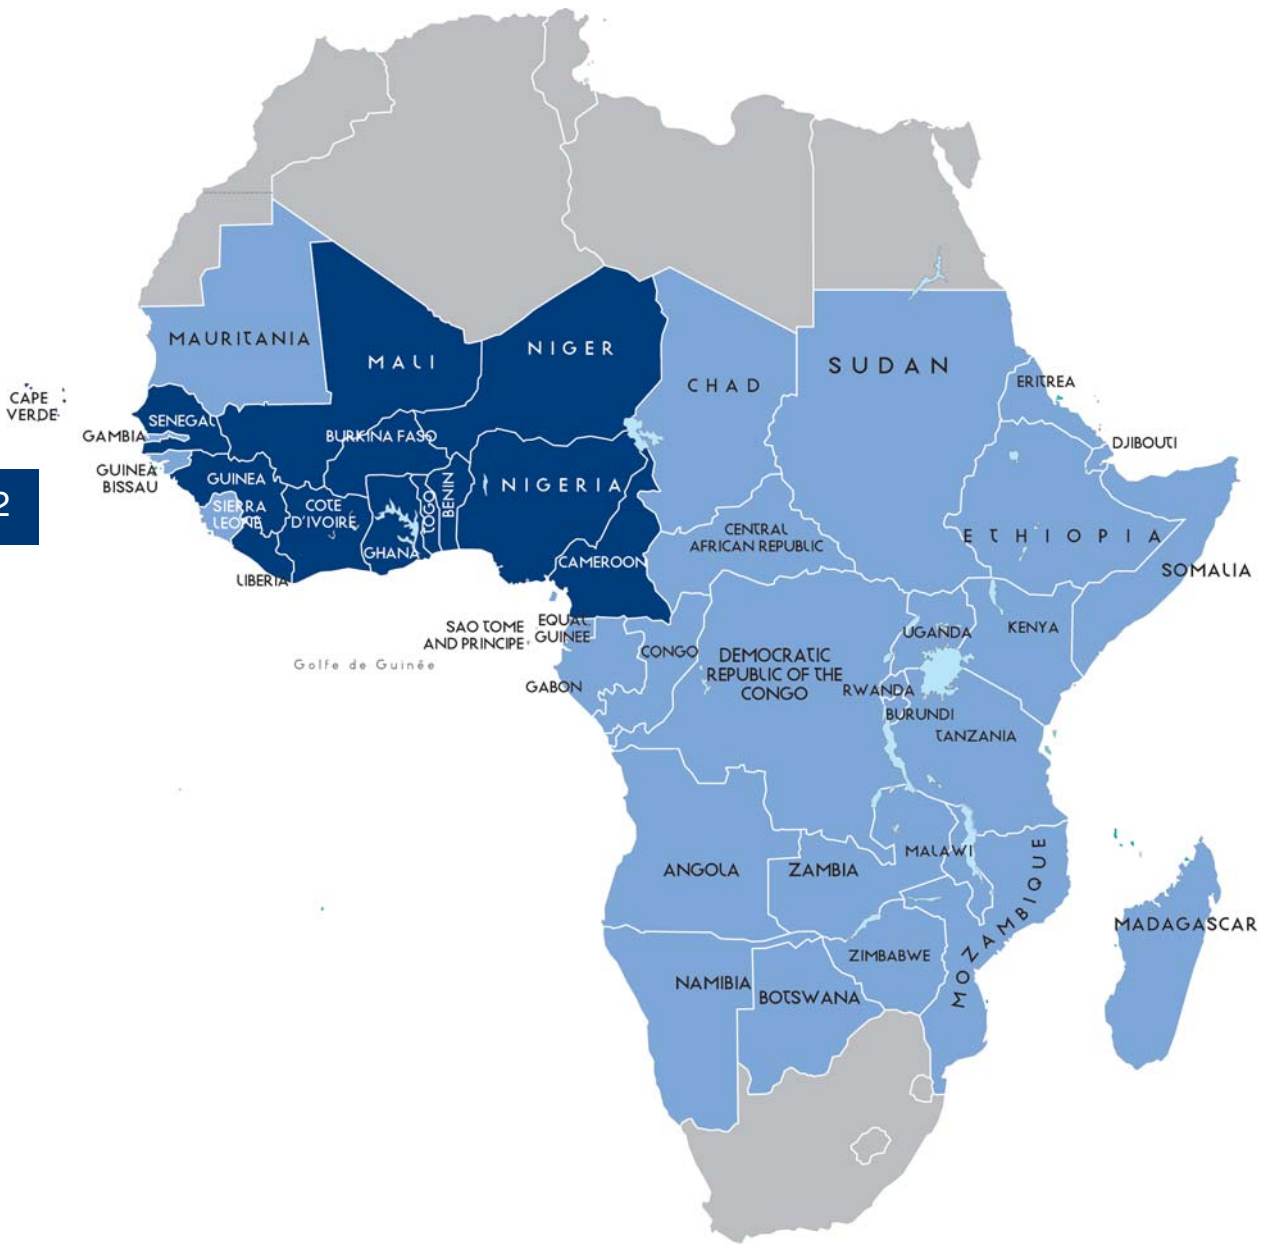 MAURITANIA
MALI
NIGER
CHAD
SUDAN
ERITREA
CAPE
VERDE
SENEGAL
GAMBIA
BURKINA FASO
DJIBOUTI
GUINEA
BISSAU
GUINEA
NIGERIA
2
SIERRA
LEONE
COTE
D'IVOIRE
GHANA
TOGO
BENIN
CENTRAL
AFRICAN REPUBLIC
ETHIOPIA
SOMALIA
LIBERIA
CAMEROON
SAO TOME
AND PRINCIPE
EQUAT.
GUINEE
Golfe de Guinée
GABON
CONGO
DEMOCRATIC
REPUBLIC OF THE
CONGO
UGANDA
KENYA
RWANDA
BURUNDI
TANZANIA
ANGOLA
ZAMBIA
MALAWI
MOZAMBIQUE
MADAGASCAR
ZIMBABWE
NAMIBIA
BOTSWANA